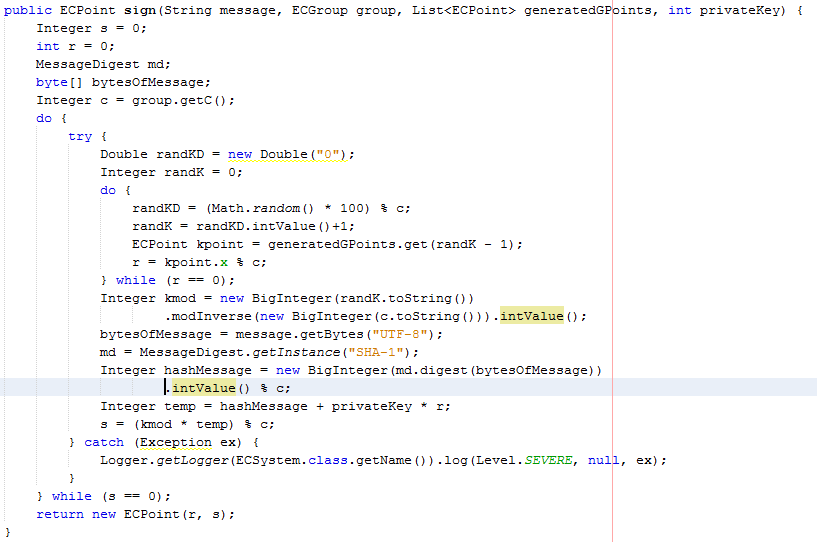 public ECPoint sign(String message, ECGroup group, List<ECPoint> generatedGPoints, int privateKey) {
    Integer s = 0;
    int r = 0;
    MessageDigest md;
    byte[] bytesOfMessage;
    Integer c = group.getC();
    do {
        try {
            Double randKD = new Double("0");
            Integer randK = 0;
            do {
                randKD = (Math.random() * 100) % c;
                randK = randKD.intValue()+1;
                ECPoint kpoint = generatedGPoints.get(randK - 1);
                r = kpoint.x % c;
            } while (r == 0);
            Integer kmod = new BigInteger(randK.toString())
                    .modInverse(new BigInteger(c.toString())).intValue();
            bytesOfMessage = message.getBytes("UTF-8");
            md = MessageDigest.getInstance("SHA-1");
            Integer hashMessage = new BigInteger(md.digest(bytesOfMessage))
                    .intValue() % c;
            Integer temp = hashMessage + privateKey * r;
            s = (kmod * temp) % c;
        } catch (Exception ex) {
            Logger.getLogger(ECSystem.class.getName()).log(Level.SEVERE, null, ex);
        }
    } while (s == 0);
    return new ECPoint(r, s);
}